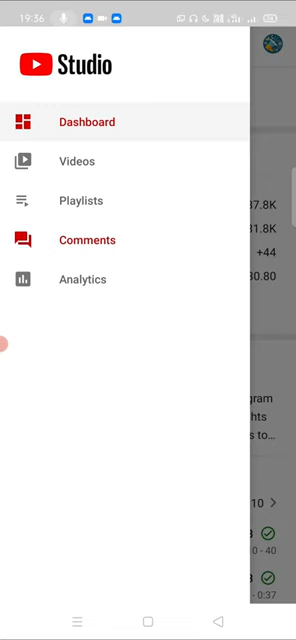 19:36
Studio
Dashboard
Videos
37.8K
Playlists
31.8K
Comments
+44
30.80
Analytics
gram
hts
s to...
10
0 - 40
- 0:37